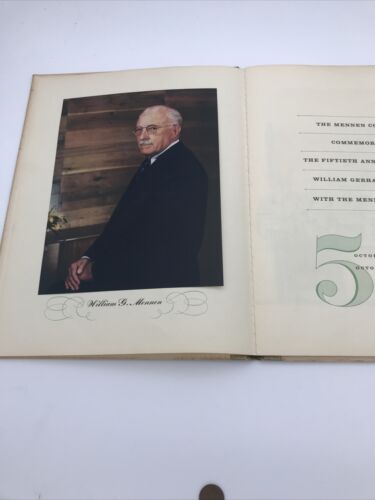 William G. Mennen
THE MENNEN CO
COMMEMOR
THE FIFTIETH ANN
WILLIAM GERHA
WITH THE MENN
5
OCTO
OCTO